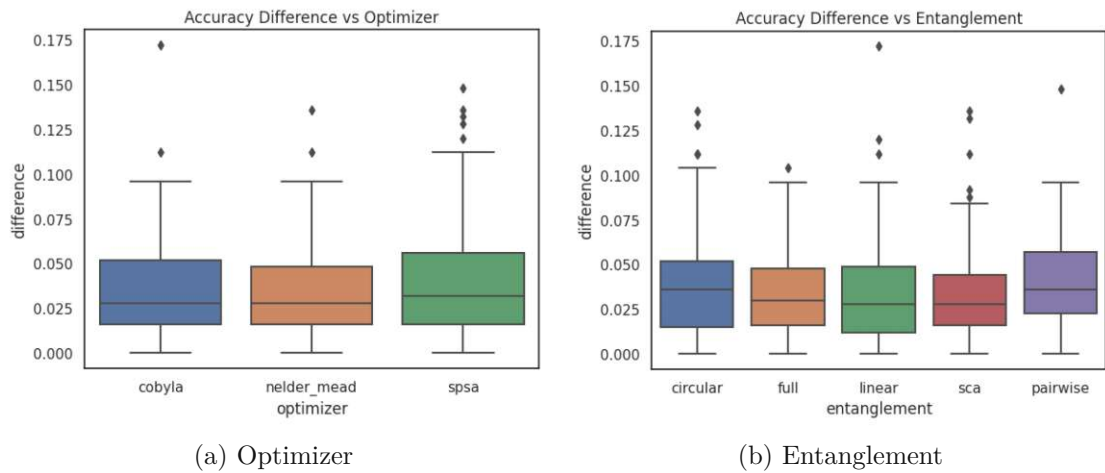 Accuracy Difference vs Optimizer
0.175
0.150
0.125
0.100
0.075
0.050
0.025
0.000
difference
cobyla nelder_mead spsa
optimizer
(a) Optimizer
Accuracy Difference vs Entanglement
0.175
0.150
0.125
0.100
0.075
0.050
0.025
0.000
difference
circular full linear sca pairwise
entanglement
(b) Entanglement